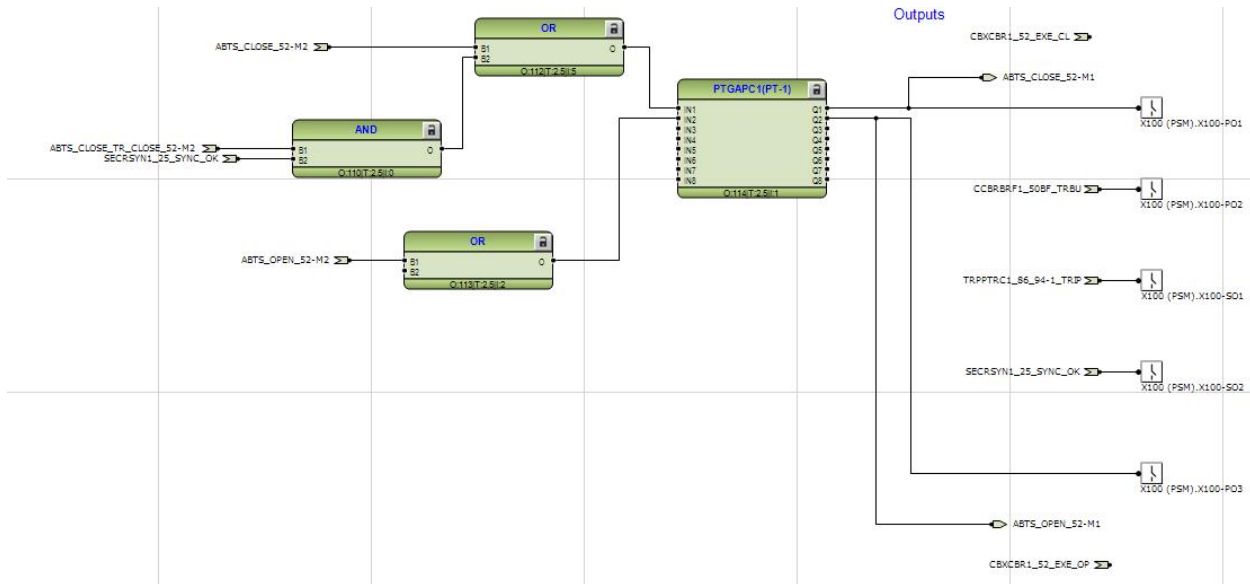 Outputs
OR
CBXCBR1_52_EXE_CL
ABTS_CLOSE_52-M2
B1
B2
O
O:112|T:2.5|I:5
ABTS_CLOSE_52-M1
PTGAPC1(PT-1)
IN1
IN2
IN3
IN4
IN5
IN6
IN7
IN8
Q1
Q2
Q3
Q4
Q5
Q6
Q7
Q8
O:114|T:2.5|I:1
X100 (PSM).X100-PO1
AND
ABTS_CLOSE_TR_CLOSE_52-M2
SECRSYN1_25_SYNC_OK
B1
B2
O
O:110|T:2.5|I:0
CCBRBRF1_50BF_TRBU
X100 (PSM).X100-PO2
OR
ABTS_OPEN_52-M2
B1
B2
O
O:113|T:2.5|I:2
TRPPTRC1_86_94-1_TRIP
X100 (PSM).X100-SO1
SECRSYN1_25_SYNC_OK
X100 (PSM).X100-SO2
X100 (PSM).X100-PO3
ABTS_OPEN_52-M1
CBXCBR1_52_EXE_OP